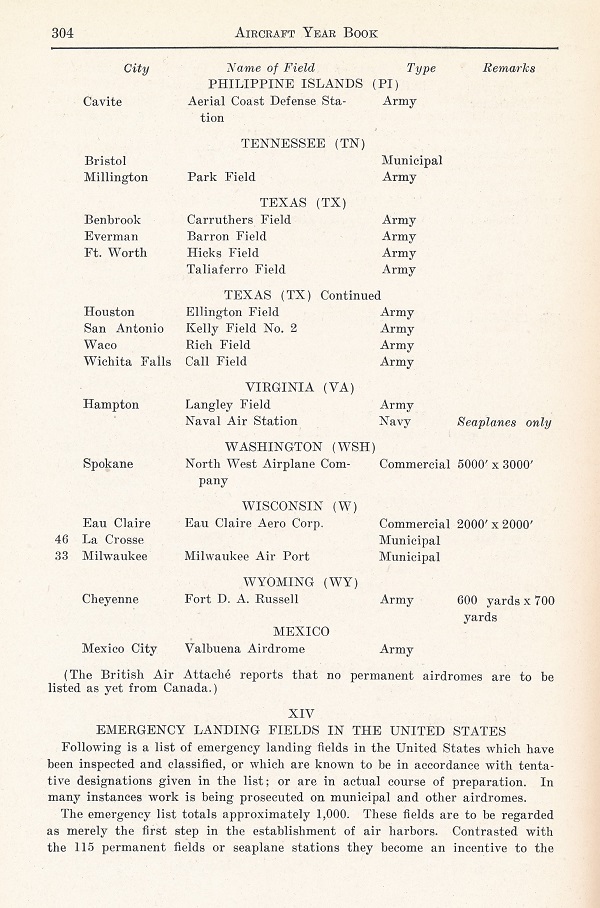 304 AIRCRAFT YEAR BOOK
City Name of Field Type Remarks
PHILIPPINE ISLANDS (PI)
Cavite Aerial Coast Defense Sta- Army
tion
TENNESSEE (TN)
Bristol Municipal
Millington Park Field Army
TEXAS (TX)
Benbrook Carruthers Field Army
Everman Barron Field Army
Ft. Worth Hicks Field Army
Taliaferro Field Army
TEXAS (TX) Continued
Houston Ellington Field Army
San Antonio Kelly Field No. 2 Army
Waco Rich Field Army
Wichita Falls Call Field Army
VIRGINIA (VA)
Hampton Langley Field Army
Naval Air Station Navy Seaplanes only
WASHINGTON (WSH)
Spokane North West Airplane Com- Commercial 5000′ x 3000′
pany
WISCONSIN (W)
Eau Claire Eau Claire Aero Corp. Commercial 2000′ x 2000′
46 La Crosse Municipal
33 Milwaukee Milwaukee Air Port Municipal
WYOMING (WY)
Cheyenne Fort D. A. Russell Army 600 yards x 700
yards
MEXICO
Mexico City Valbuena Airdrome Army
(The British Air Attaché reports that no permanent airdromes are to be
listed as yet from Canada.)
XIV
EMERGENCY LANDING FIELDS IN THE UNITED STATES
Following is a list of emergency landing fields in the United States which have
been inspected and classified, or which are known to be in accordance with tenta-
tive designations given in the list; or are in actual course of preparation. In
many instances work is being prosecuted on municipal and other airdromes.
The emergency list totals approximately 1,000. These fields are to be regarded
as merely the first step in the establishment of air harbors. Contrasted with
the 115 permanent fields or seaplane stations they become an incentive to the